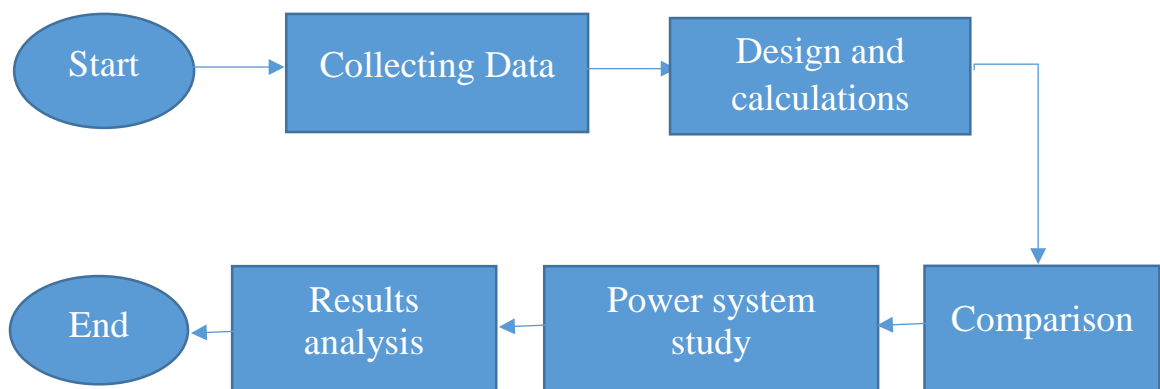 Start
Collecting Data
Design and
calculations
Comparison
Power system
study
Results
analysis
End